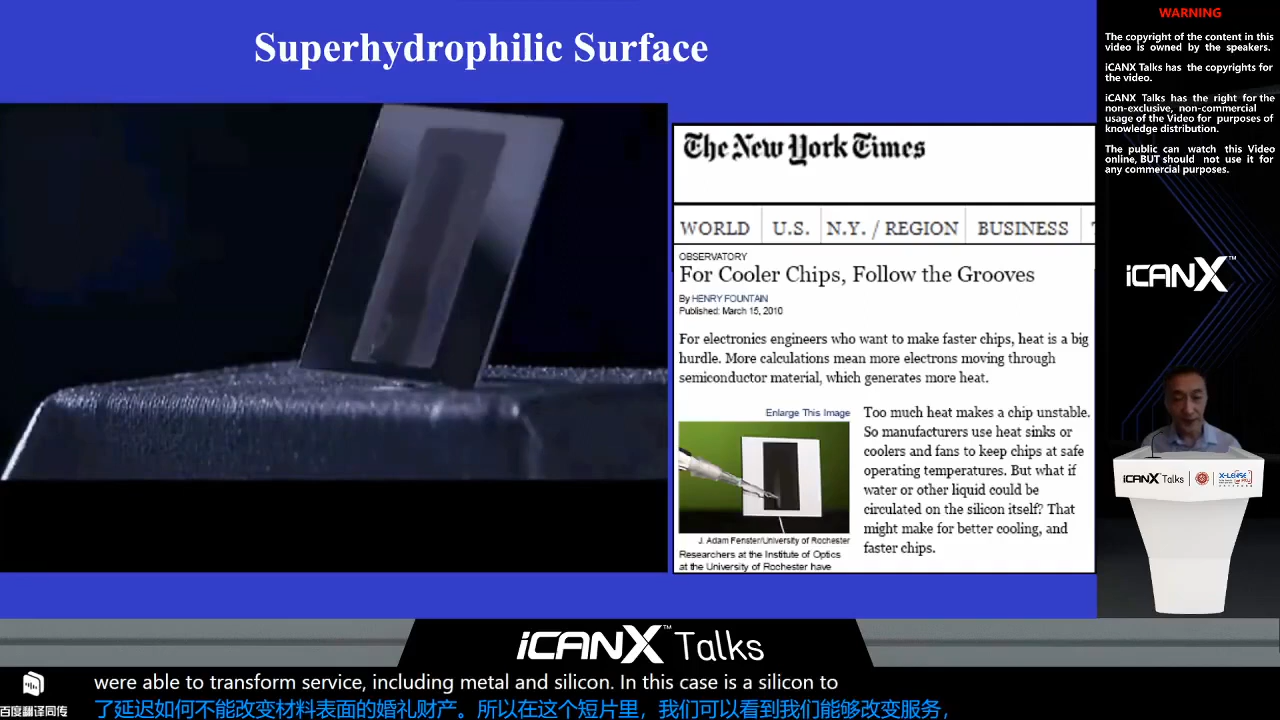 Superhydrophilic Surface
The New York Times
WORLD U.S. N.Y. / REGION BUSINESS
OBSERVATORY
For Cooler Chips, Follow the Grooves
By HENRY FOUNTAIN
Published: March 15, 2010
For electronics engineers who want to make faster chips, heat is a big
hurdle. More calculations mean more electrons moving through
semiconductor material, which generates more heat.
Enlarge This Image
J. Adam Fenster/University of Rochester
Researchers at the Institute of Optics
at the University of Rochester have
Too much heat makes a chip unstable.
So manufacturers use heat sinks or
coolers and fans to keep chips at safe
operating temperatures. But what if
water or other liquid could be
circulated on the silicon itself? That
might make for better cooling, and
faster chips.
WARNING
The copyright of the content in this
video is owned by the speakers.
iCANX Talks has the copyrights for
the video.
iCANX Talks has the right for the
non-exclusive, non-commercial
usage of the Video for purposes of
knowledge distribution.
The public can watch this Video
online, BUT should not use it for
any commercial purposes.
iCANX™
iCANX Talks
iCANX™ Talks
were able to transform service, including metal and silicon. In this case is a silicon to
百度翻译同传
了延迟如何不能改变材料表面的婚礼财产。所以在这个短片里，我们可以看到我们能够改变服务，